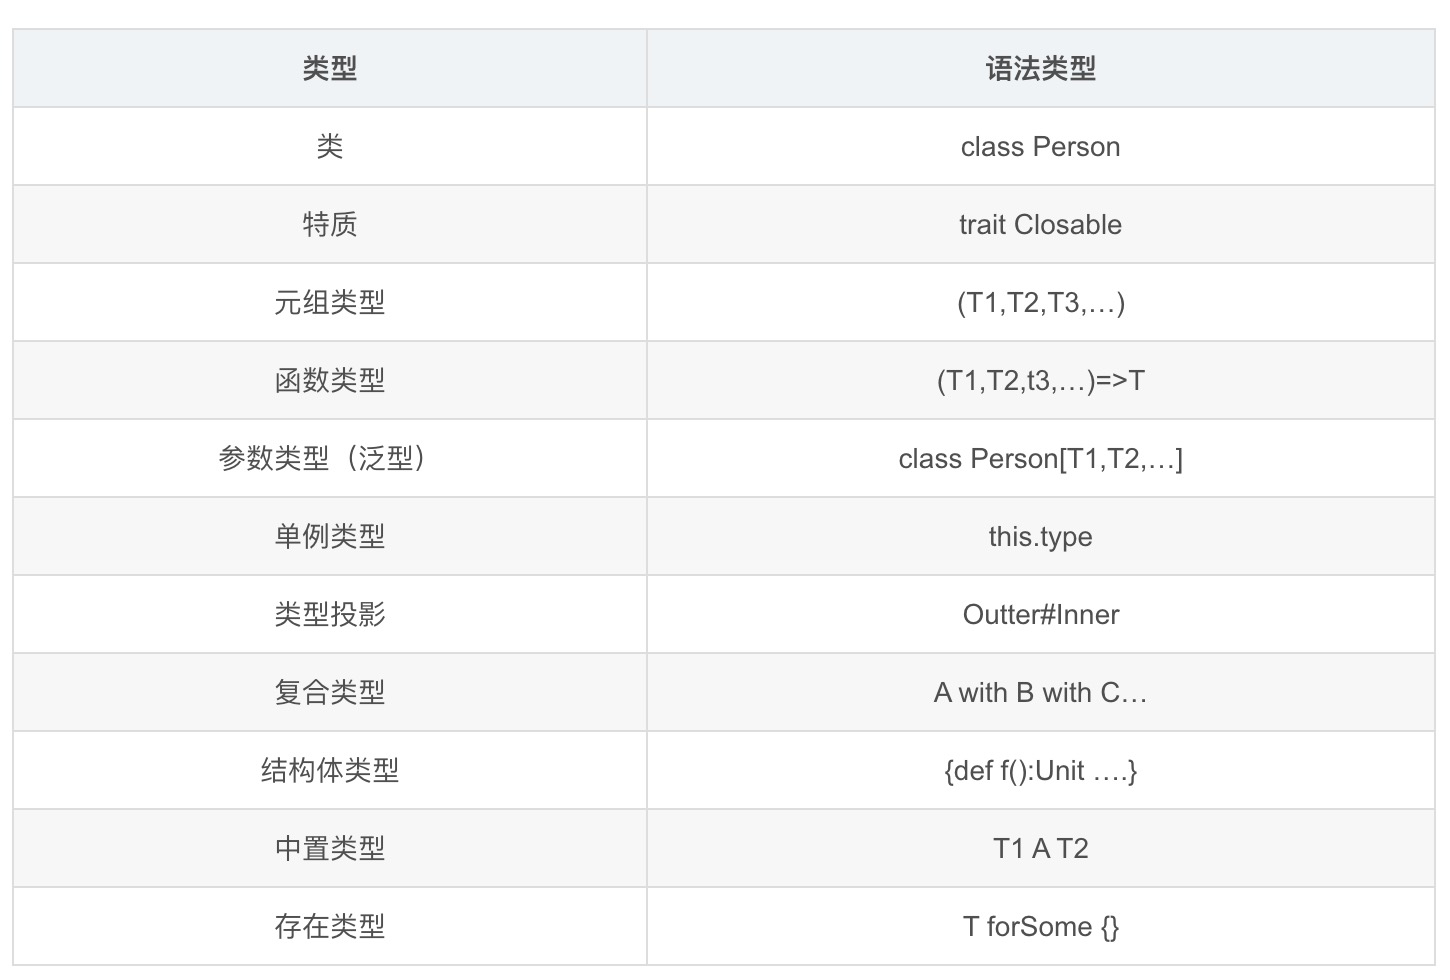 类型 语法类型
类 class Person
特质 trait Closable
元组类型 (T1,T2,T3,…)
函数类型 (T1,T2,t3,…)=>T
参数类型（泛型） class Person[T1,T2,…]
单例类型 this.type
类型投影 Outter#Inner
复合类型 A with B with C…
结构体类型 {def f():Unit ….}
中置类型 T1 A T2
存在类型 T forSome {}